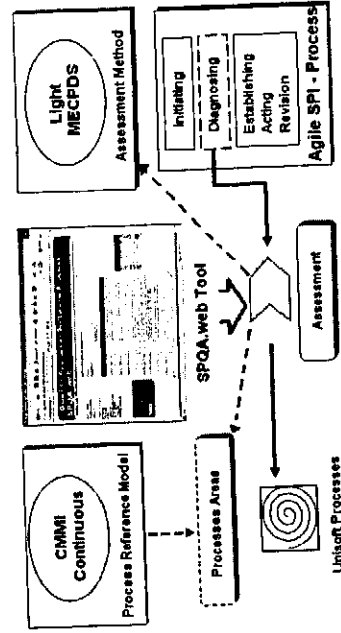 CMMI
Continuous
Process Reference Model
Processes Areas
Unisoft Processes
SPQA.web Tool
Assessment
Light
MECPDS
Assessment Method
Initiating
Diagnosing
Establishing
Acting
Revision
Agile SPI - Process